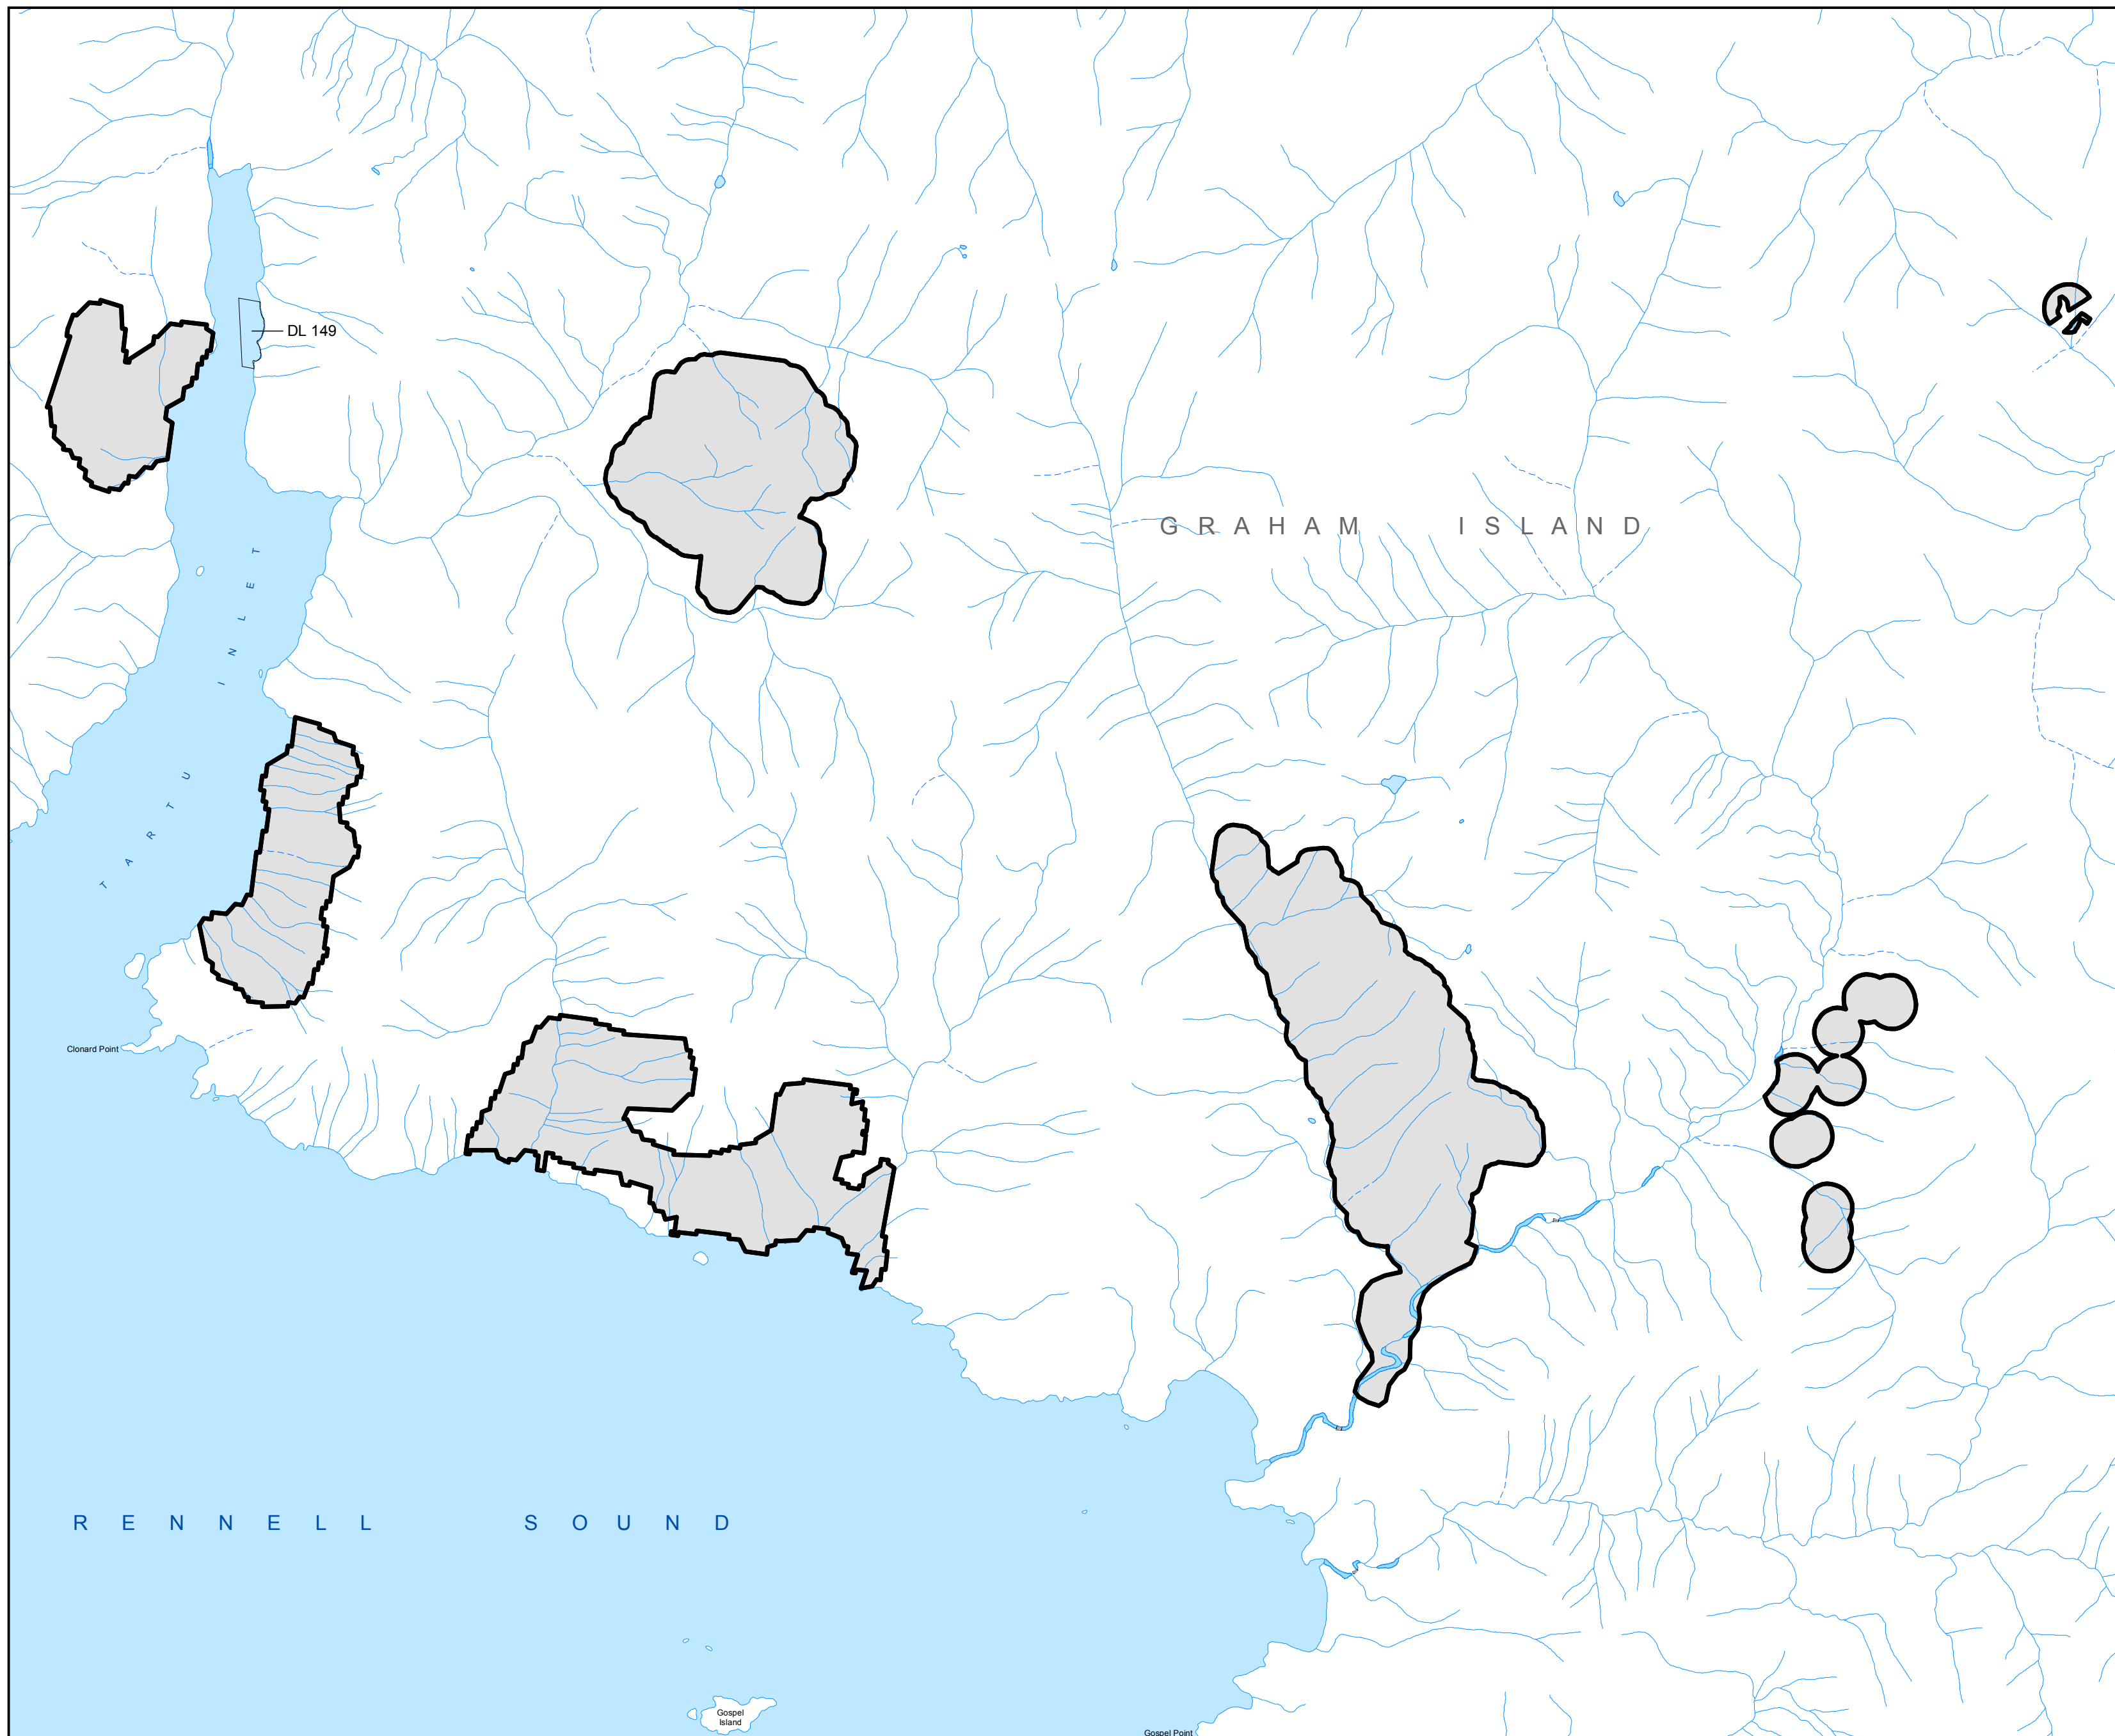 DL 149
GRAHAM ISLAND
TARTU INLET
Clonard Point
RENNELL SOUND
Gospel
Island
Gospel Point